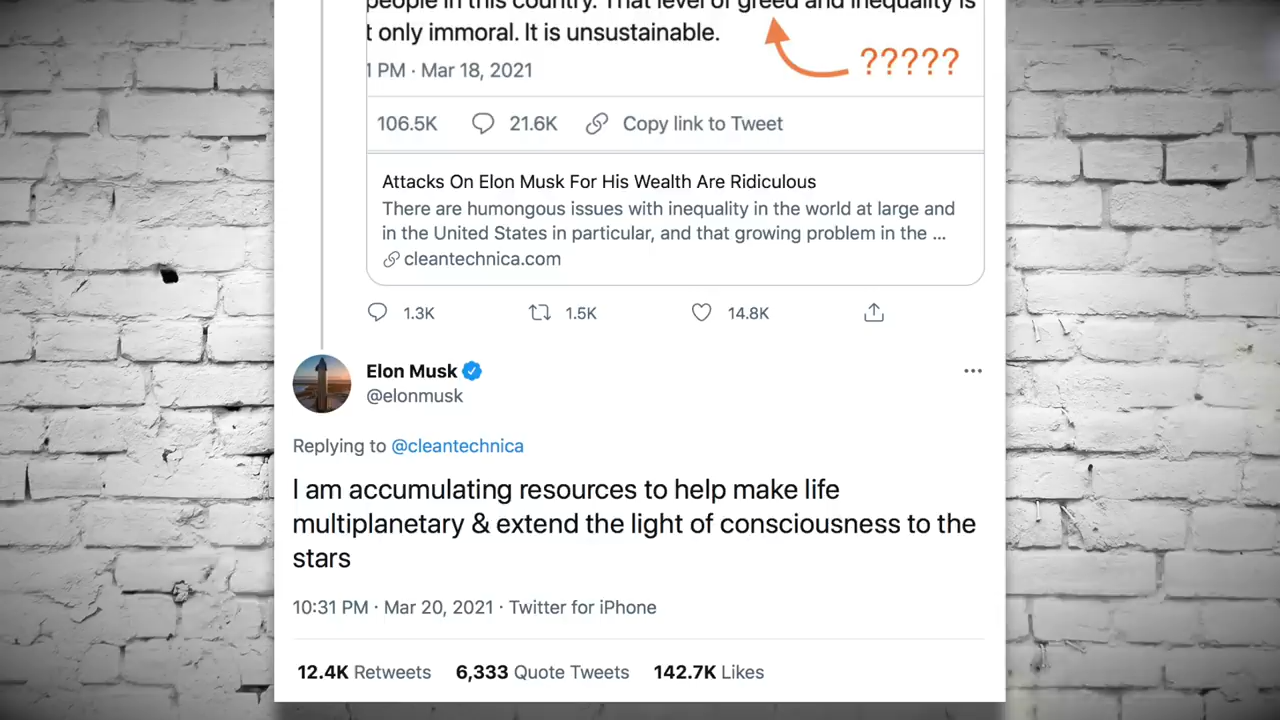 people in this country. That level of greed and inequality is
t only immoral. It is unsustainable.
?????
1 PM · Mar 18, 2021
106.5K 21.6K Copy link to Tweet
Attacks On Elon Musk For His Wealth Are Ridiculous
There are humongous issues with inequality in the world at large and
in the United States in particular, and that growing problem in the ...
cleantechnica.com
1.3K 1.5K 14.8K
Elon Musk
@elonmusk
Replying to @cleantechnica
I am accumulating resources to help make life
multiplanetary & extend the light of consciousness to the
stars
10:31 PM · Mar 20, 2021 · Twitter for iPhone
12.4K Retweets 6,333 Quote Tweets 142.7K Likes